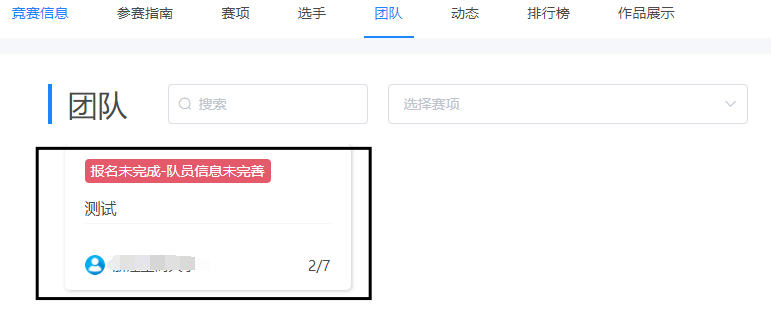 竞赛信息 参赛指南 赛项 选手 团队 动态 排行榜 作品展示
团队 搜索 选择赛项
报名未完成-队员信息未完善
测试
2/7